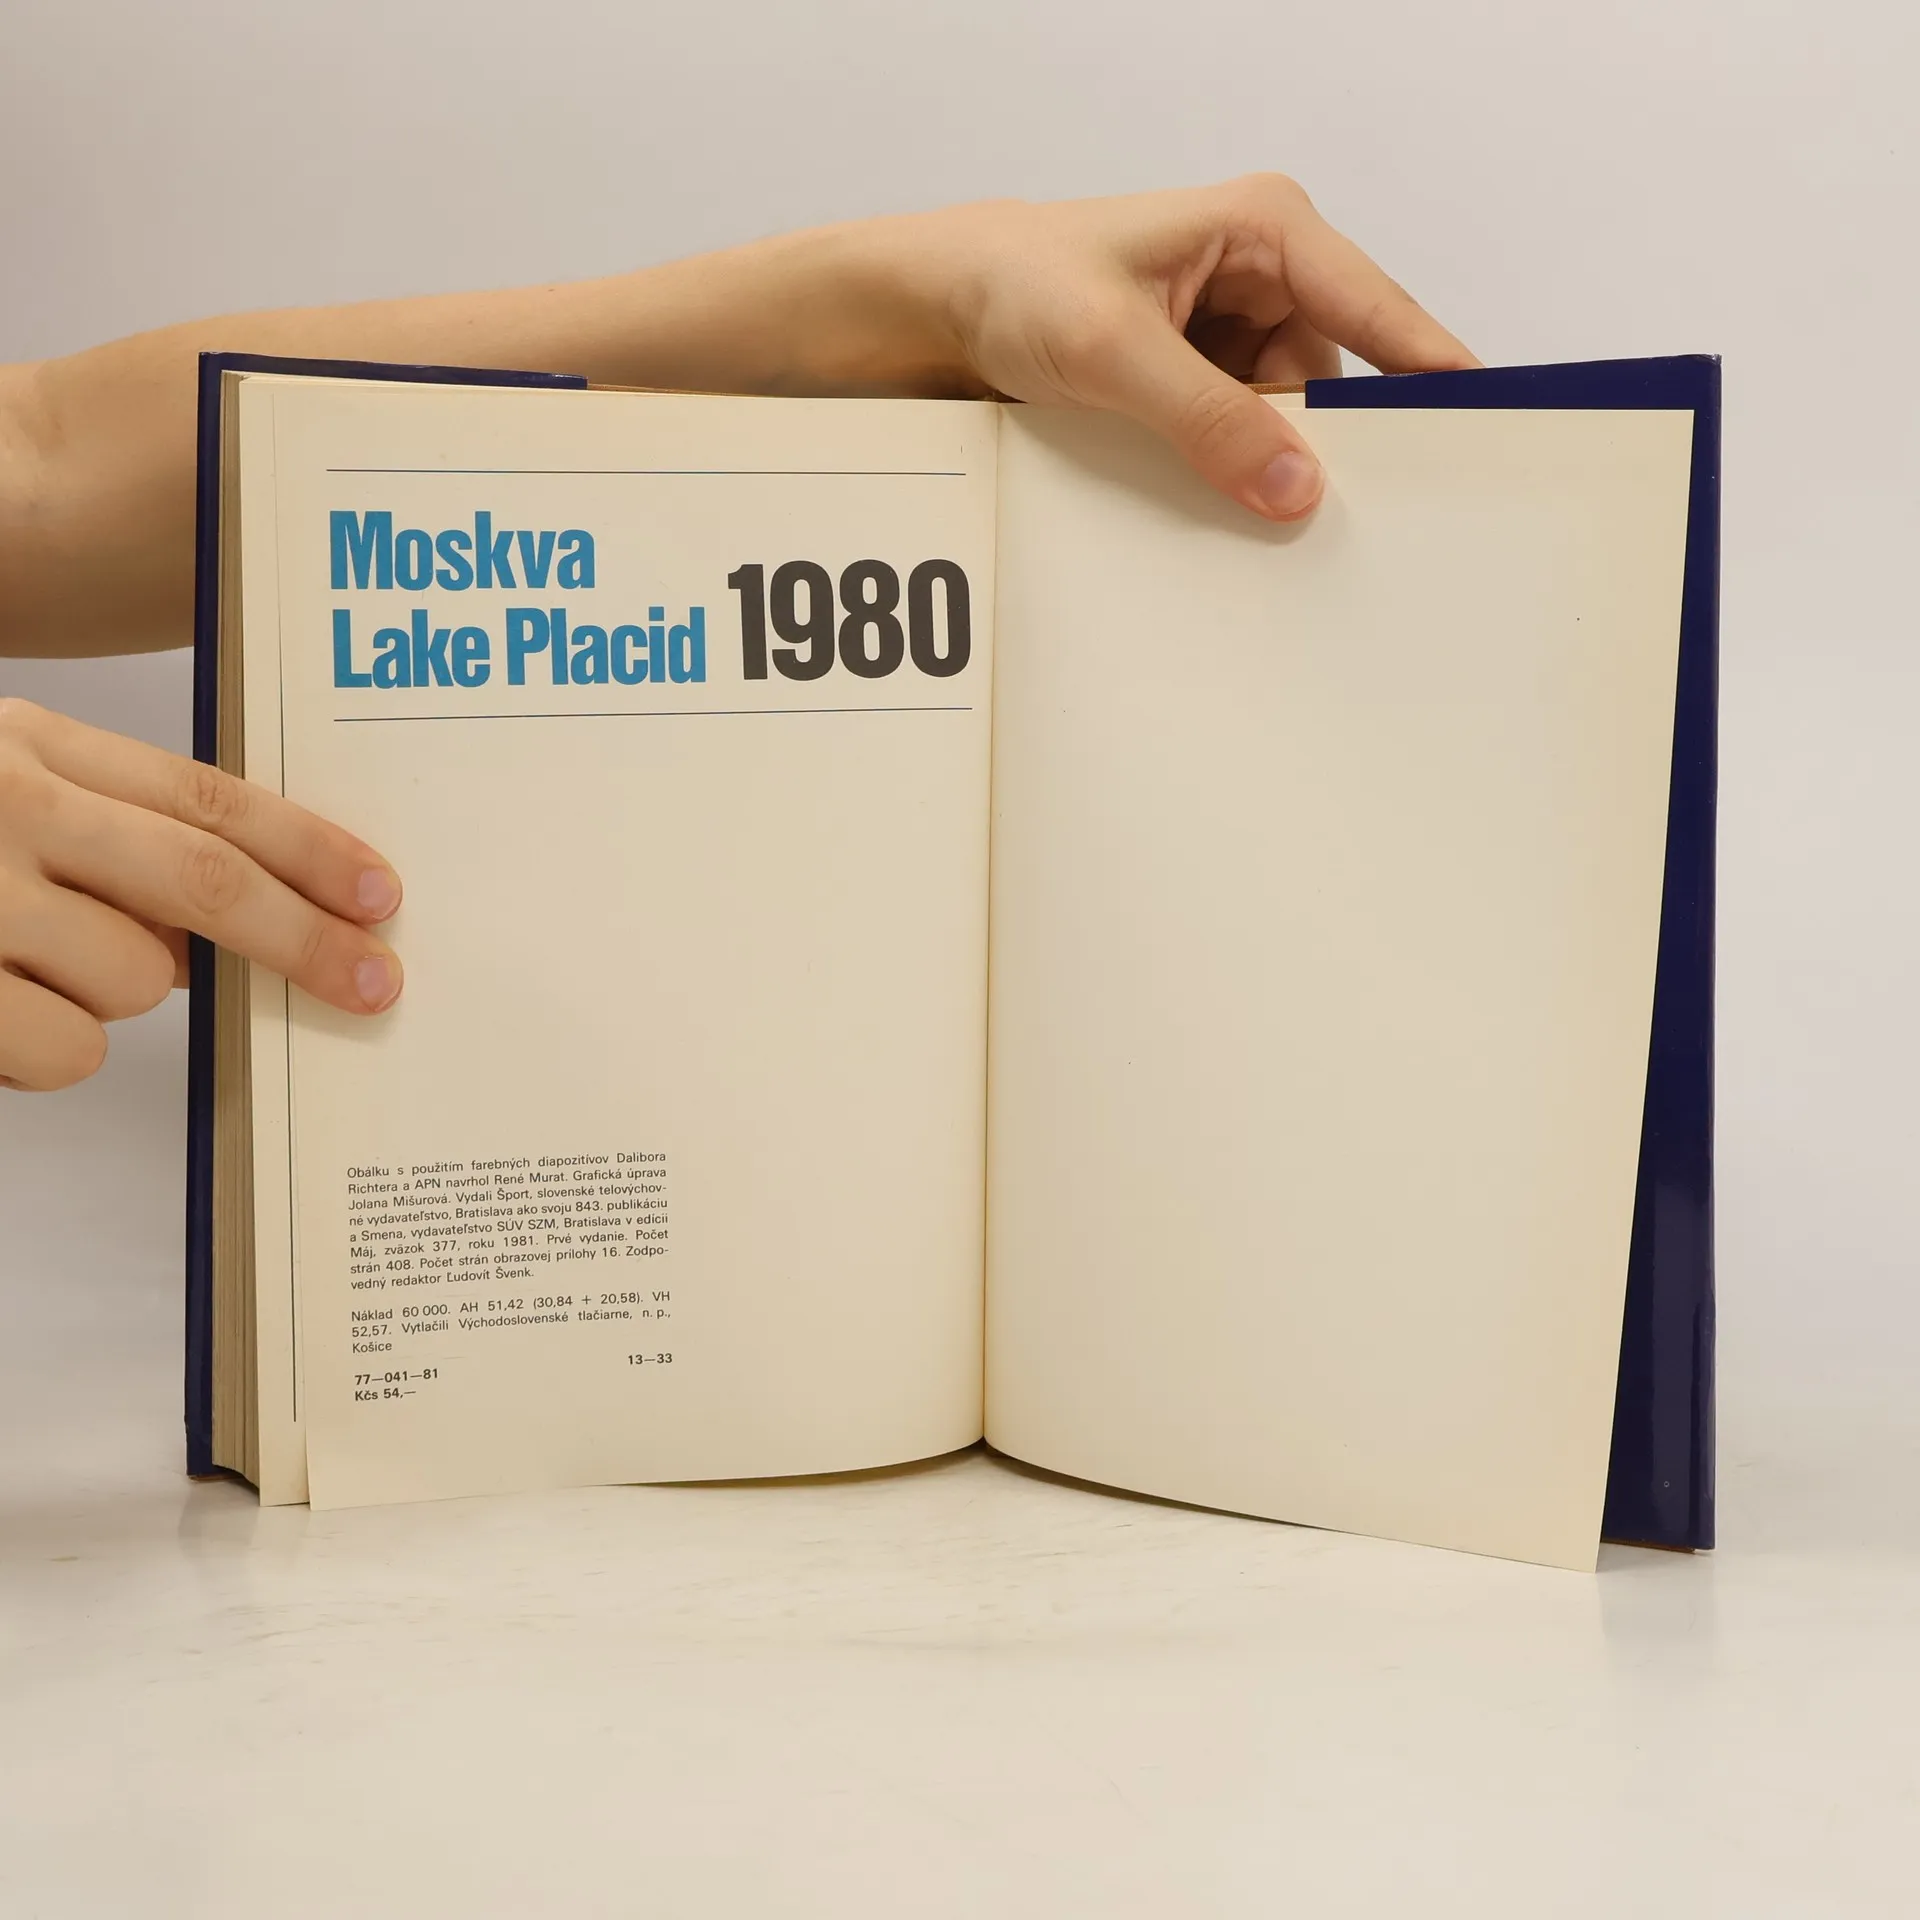 Moskva
Lake Placid 1980
Obálku s použitím farebných diapozitívov Dalibora
Richtera a APN navrhol René Murat. Grafická úprava
Jolana Mišurová. Vydali Šport, slovenské telovýchov-
né vydavateľstvo, Bratislava ako svoju 843. publikáciu
a Smena, vydavateľstvo SÚV SZM, Bratislava v edícii
Máj, zväzok 377, roku 1981. Prvé vydanie. Počet
strán 408. Počet strán obrazovej prílohy 16. Zodpo-
vedný redaktor Ľudovít Švenk.
Náklad 60 000. AH 51,42 (30,84 + 20,58). VH
52,57. Vytlačili Východoslovenské tlačiarne, n. p.,
Košice
13—33
77—041—81
Kčs 54,—